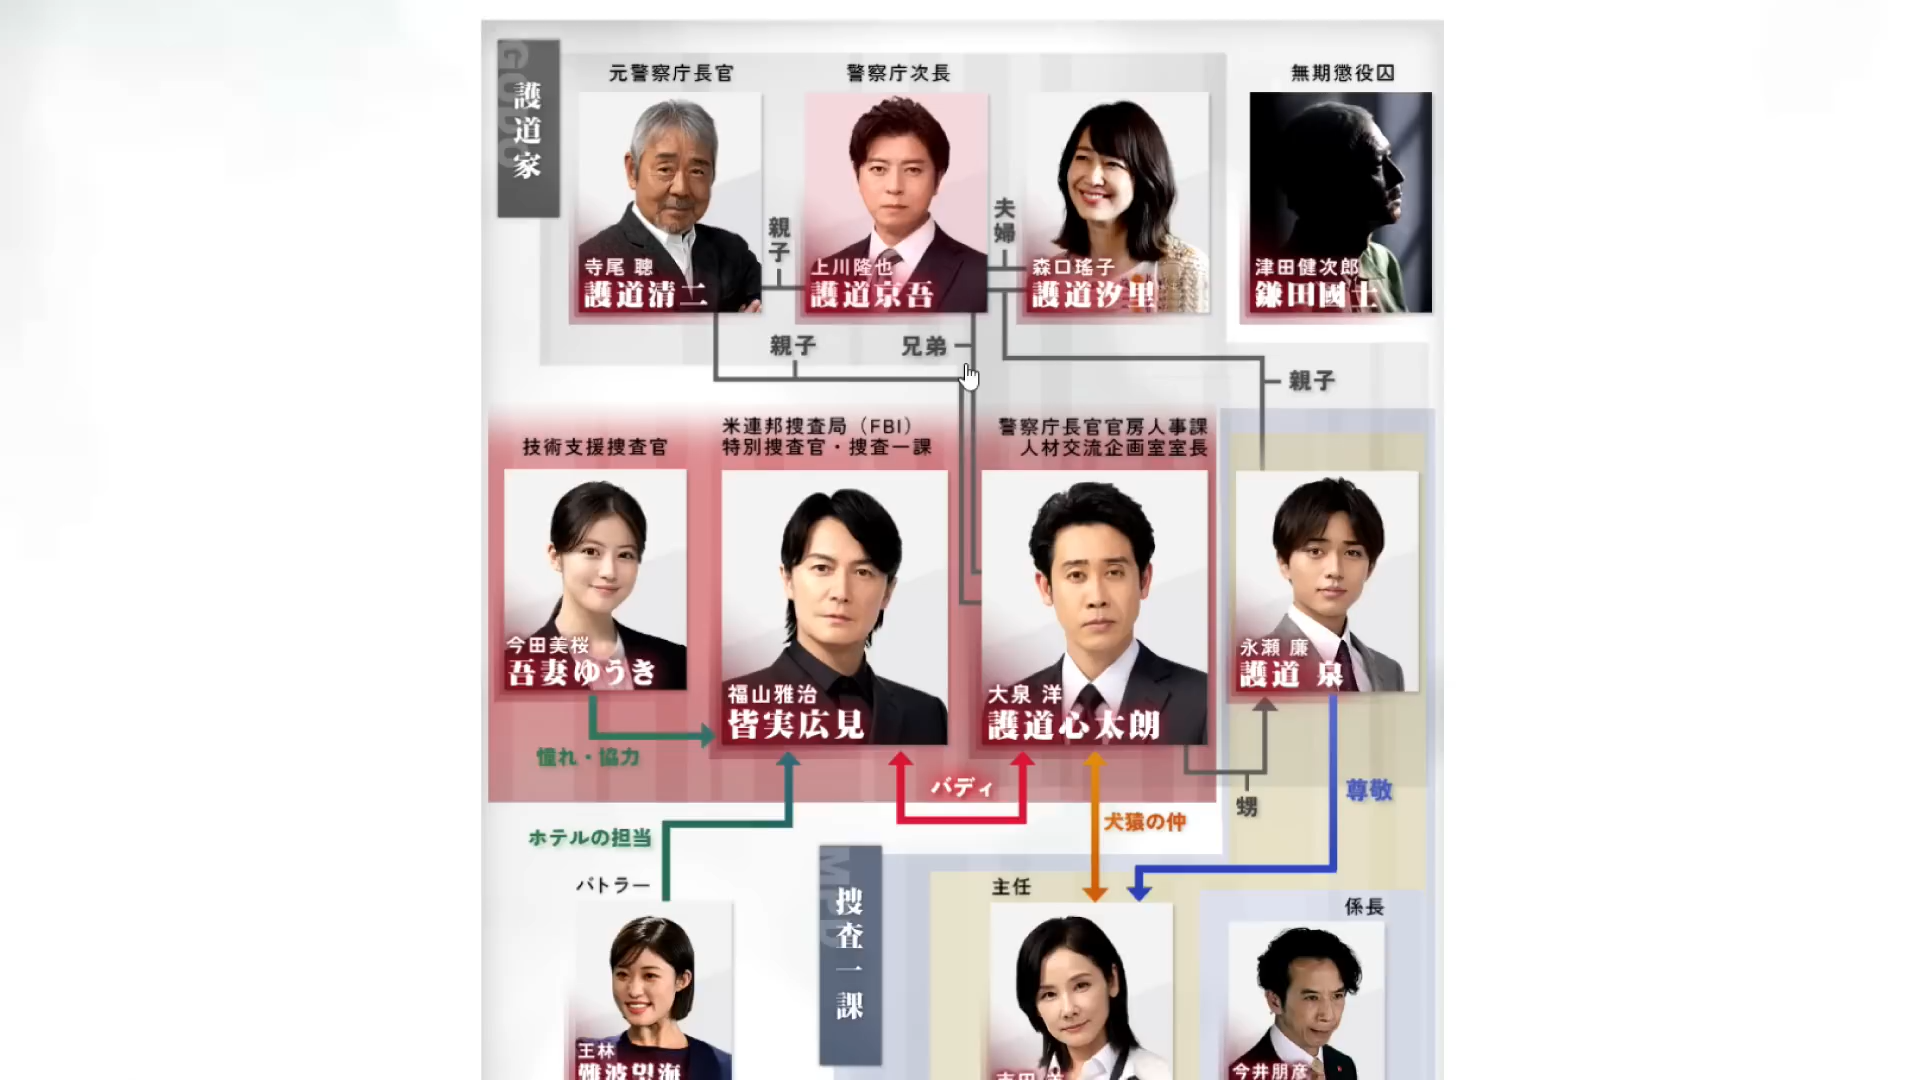 護道家
元警察庁長官
寺尾 聰
護道清二
警察庁次長
上川隆也
護道京吾
森口瑤子
護道汐里
無期懲役囚
津田健次郎
鎌田國士
親子
夫婦
親子
兄弟
親子
技術支援捜査官
今田美桜
吾妻ゆうき
米連邦捜査局（FBI）
特別捜査官・捜査一課
福山雅治
皆実広見
警察庁長官官房人事課
人材交流企画室室長
大泉 洋
護道心太朗
永瀬 廉
護道 泉
憧れ・協力
バディ
犬猿の仲
甥
尊敬
ホテルの担当
バトラー
王林
難波望海
捜査一課
主任
係長
今井朋彦